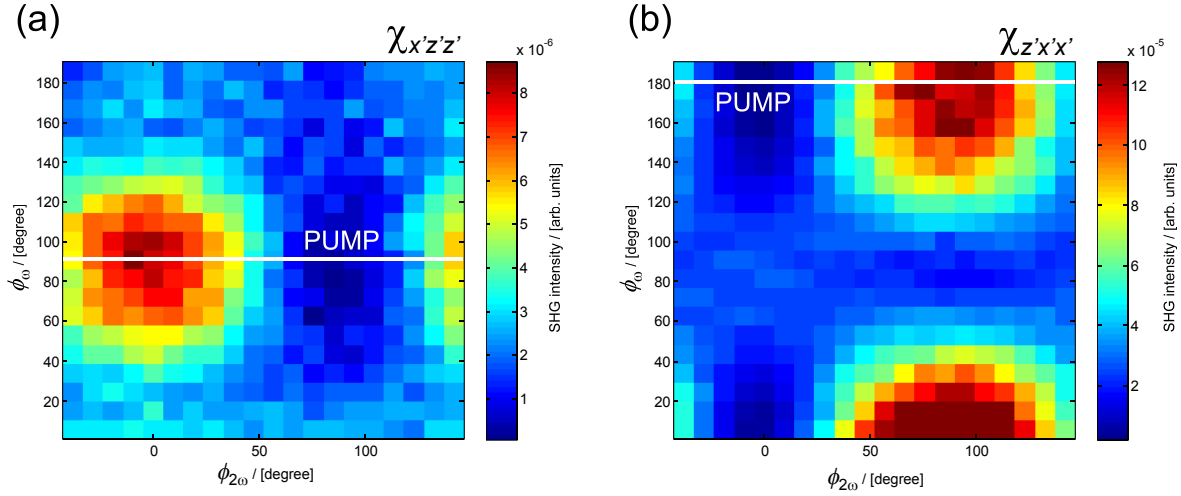 (a)
χx'z'z'
x 10-6
180
160
140
120
100
80
60
40
20
0
50
100
ϕω / [degree]
ϕ2ω / [degree]
PUMP
8
7
6
5
4
3
2
1
SHG intensity / [arb. units]
(b)
χz'x'x'
x 10-5
180
160
140
120
100
80
60
40
20
0
50
100
ϕω / [degree]
ϕ2ω / [degree]
PUMP
12
10
8
6
4
2
SHG intensity / [arb. units]